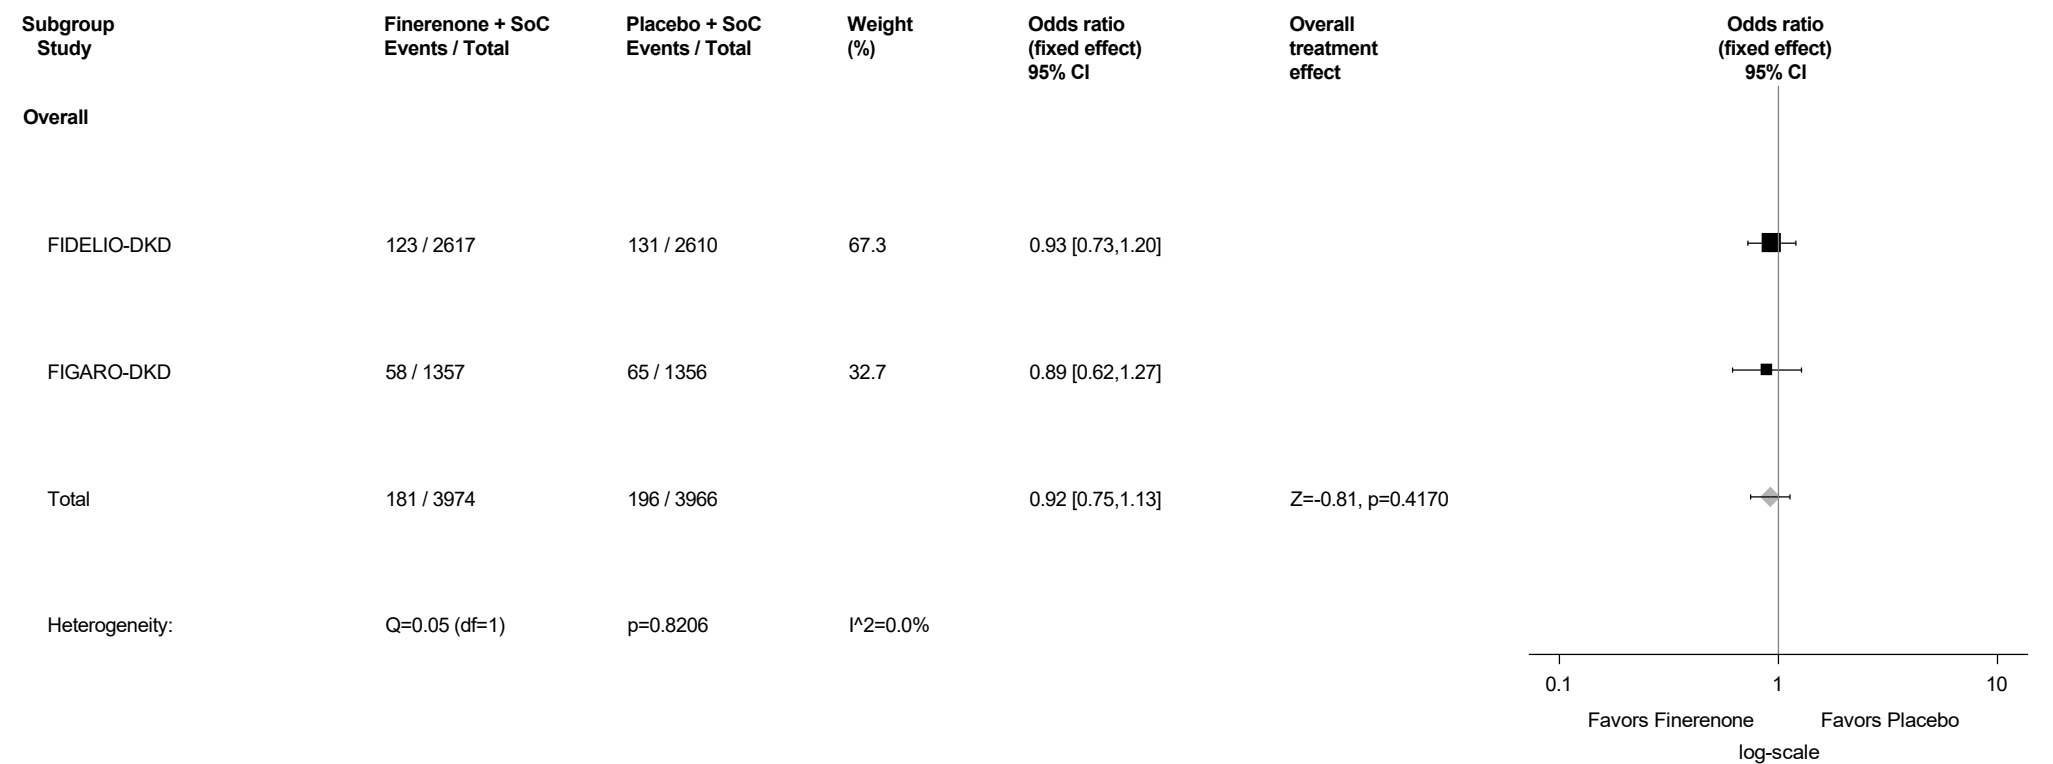 Subgroup Finerenone + SoC Placebo + SoC Weight Odds ratio Overall Odds ratio
Study Events / Total Events / Total (%) (fixed effect) treatment (fixed effect)
95% CI effect 95% CI
Overall
FIDELIO-DKD 123 / 2617 131 / 2610 67.3 0.93 [0.73,1.20]
FIGARO-DKD 58 / 1357 65 / 1356 32.7 0.89 [0.62,1.27]
Total 181 / 3974 196 / 3966 0.92 [0.75,1.13] Z=-0.81, p=0.4170
Heterogeneity: Q=0.05 (df=1) p=0.8206 I^2=0.0%
0.1 1 10
Favors Finerenone Favors Placebo
log-scale